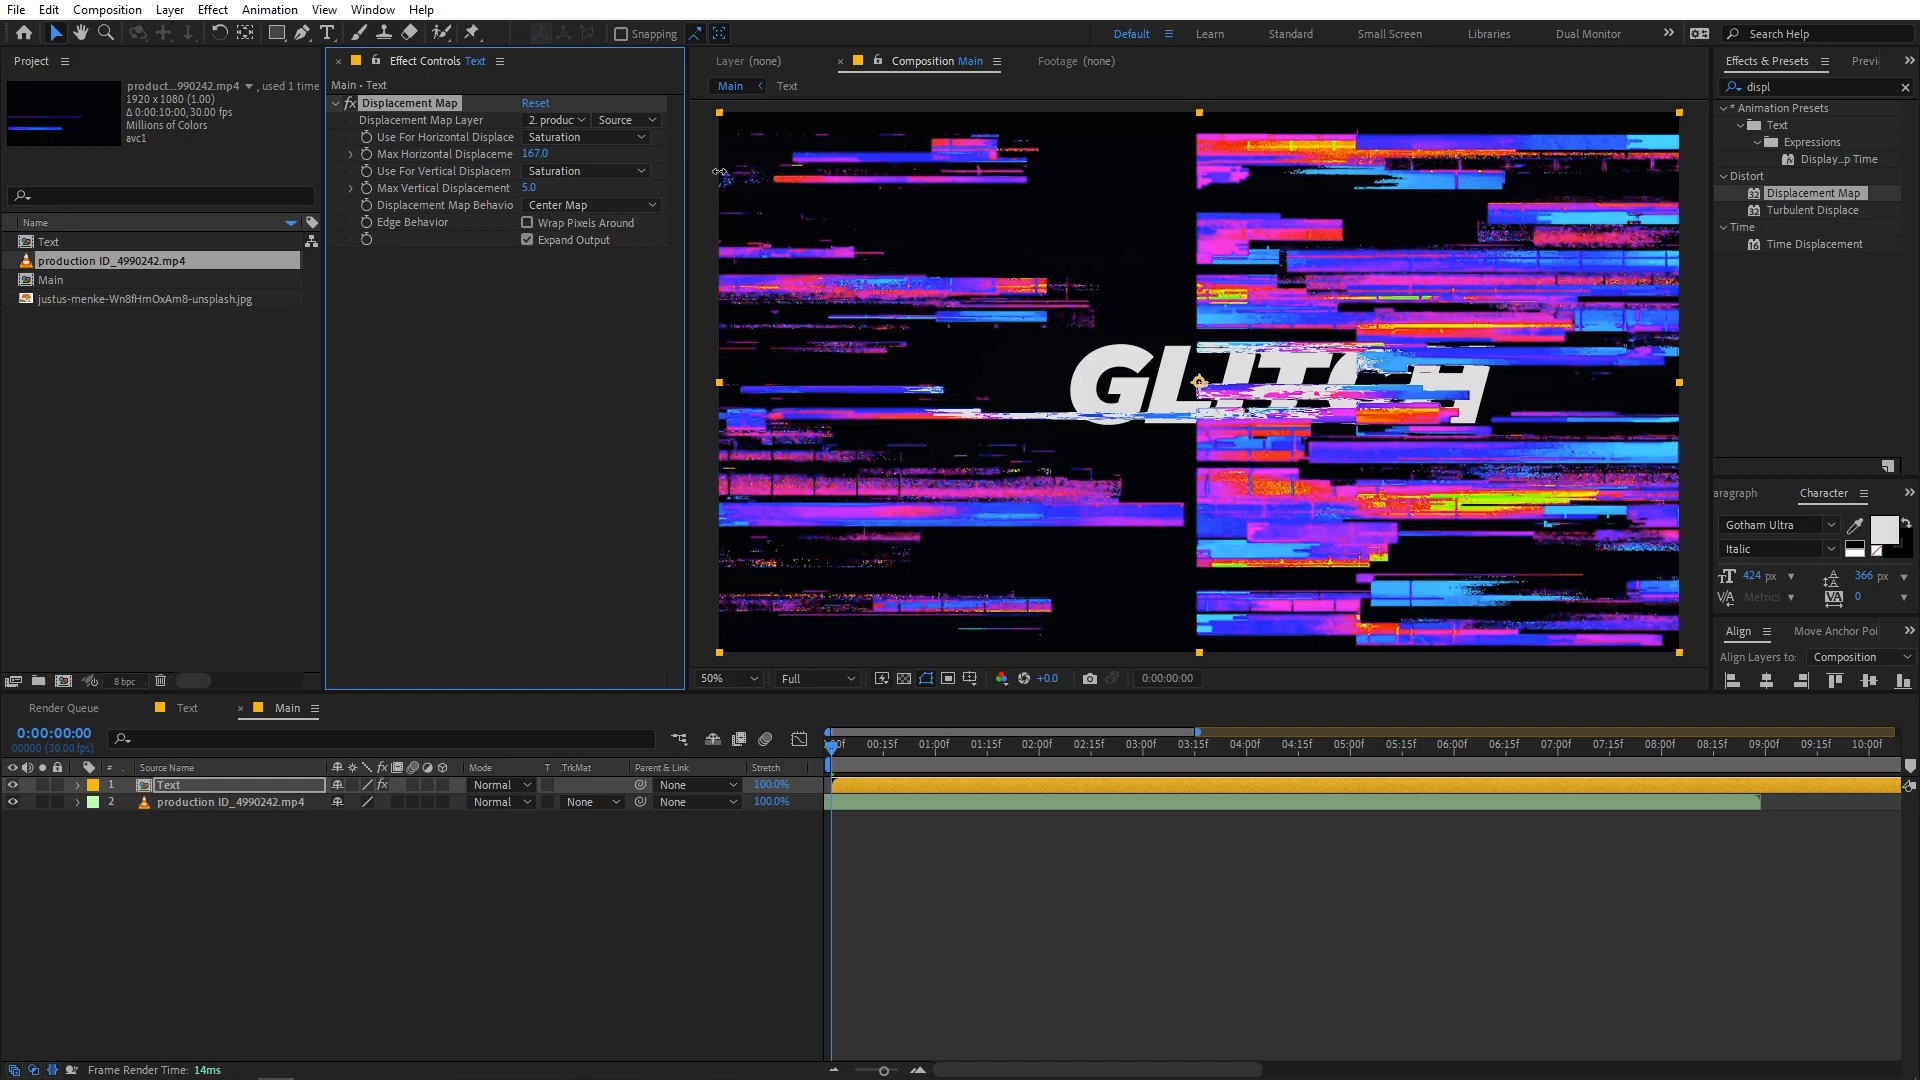 File Edit Composition Layer Effect Animation View Window Help
Snapping
Default Learn Standard Small Screen Libraries Dual Monitor Search Help
Project
product...990242.mp4 , used 1 time
1920 x 1080 (1.00)
Δ 0:00:10:00, 30.00 fps
Millions of Colors
avc1
Name
Text
production ID_4990242.mp4
Main
justus-menke-Wn8fHmOxAm8-unsplash.jpg
8 bpc
Effect Controls Text
Main · Text
fx Displacement Map Reset
Displacement Map Layer 2. produc Source
Use For Horizontal Displace Saturation
Max Horizontal Displaceme 167.0
Use For Vertical Displacem Saturation
Max Vertical Displacement 5.0
Displacement Map Behavio Center Map
Edge Behavior Wrap Pixels Around
Expand Output
Layer (none) Composition Main Footage (none)
Main Text
GLITCH
50% Full +0.0 0:00:00:00
Effects & Presets Previ
displ
* Animation Presets
Text
Expressions
Display...p Time
Distort
Displacement Map
Turbulent Displace
Time
Time Displacement
aragraph Character
Gotham Ultra
Italic
424 px 366 px
Metrics 0
Align Move Anchor Poi
Align Layers to: Composition
Render Queue Text Main
0:00:00:00
00000 (30.00 fps)
:00f 00:15f 01:00f 01:15f 02:00f 02:15f 03:00f 03:15f 04:00f 04:15f 05:00f 05:15f 06:00f 06:15f 07:00f 07:15f 08:00f 08:15f 09:00f 09:15f 10:00f
# Source Name Mode T .TrkMat Parent & Link Stretch
1 Text Normal None 100.0%
2 production ID_4990242.mp4 Normal None None 100.0%
Frame Render Time: 14ms